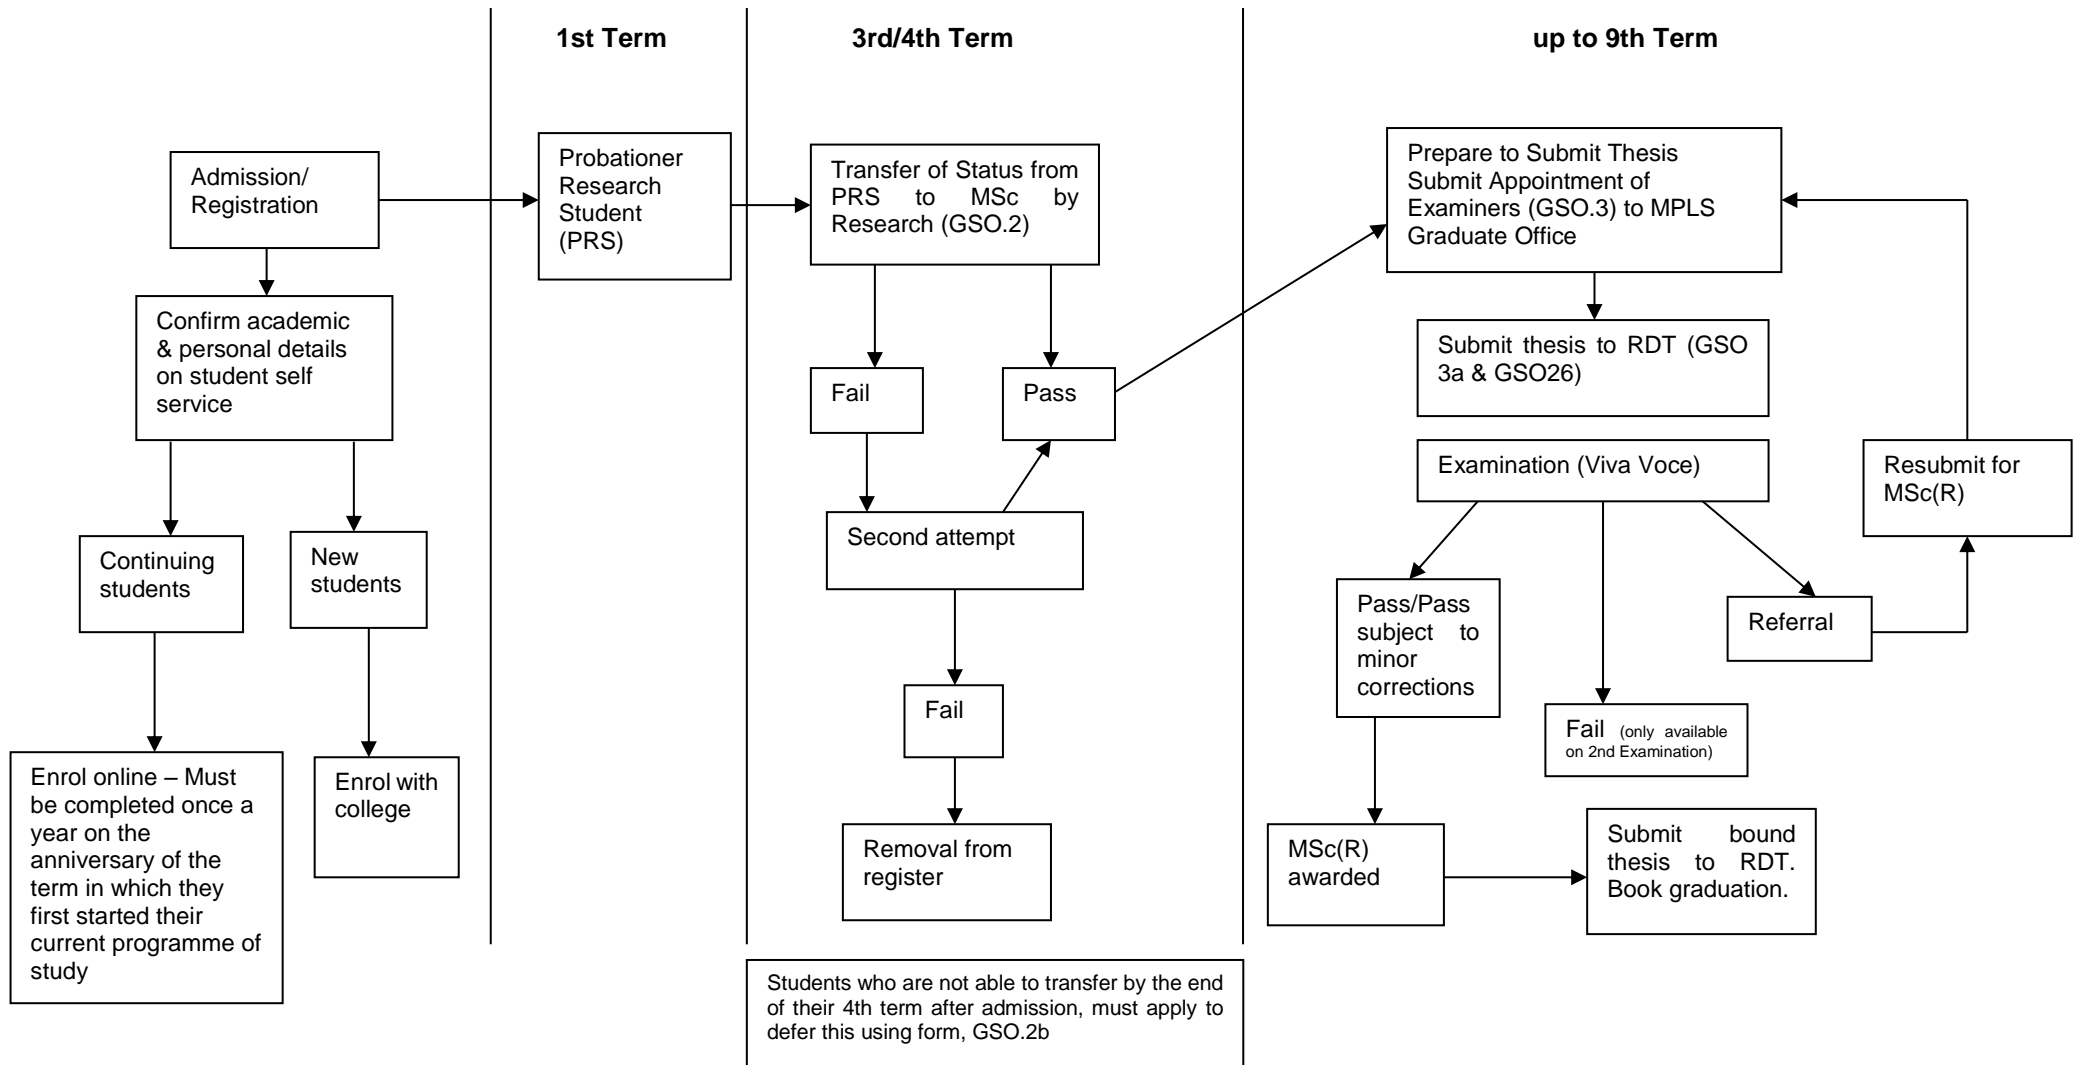 1st Term
3rd/4th Term
up to 9th Term
Admission/
Registration
Confirm academic
& personal details
on student self
service
Continuing
students
New
students
Enrol online – Must
be completed once a
year on the
anniversary of the
term in which they
first started their
current programme of
study
Enrol with
college
Probationer
Research
Student
(PRS)
Transfer of Status from
PRS to MSc by
Research (GSO.2)
Fail
Pass
Second attempt
Fail
Removal from
register
Students who are not able to transfer by the end
of their 4th term after admission, must apply to
defer this using form, GSO.2b
Prepare to Submit Thesis
Submit Appointment of
Examiners (GSO.3) to MPLS
Graduate Office
Submit thesis to RDT (GSO
3a & GSO26)
Examination (Viva Voce)
Resubmit for
MSc(R)
Pass/Pass
subject to
minor
corrections
Referral
Fail (only available
on 2nd Examination)
MSc(R)
awarded
Submit bound
thesis to RDT.
Book graduation.